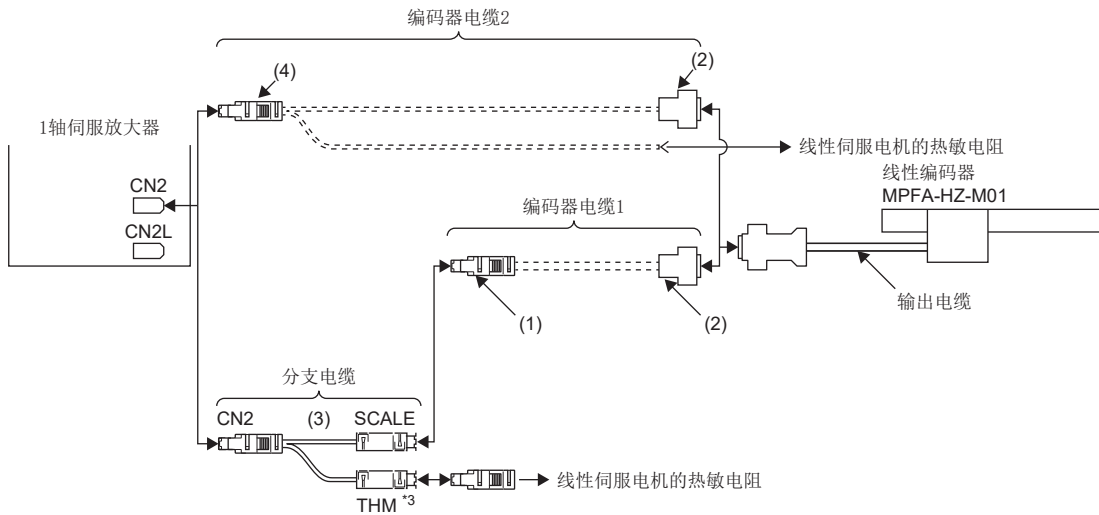 编码器电缆2
(4)
(2)
1轴伺服放大器
线性伺服电机的热敏电阻
线性编码器
MPFA-HZ-M01
CN2
CN2L
编码器电缆1
(1)
(2)
输出电缆
分支电缆
CN2
(3)
SCALE
线性伺服电机的热敏电阻
THM *3